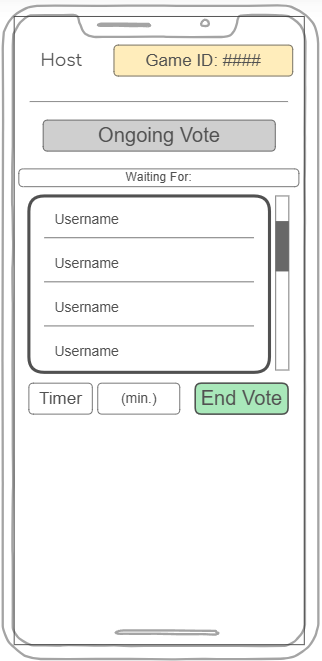 Host
Game ID: ####
Ongoing Vote
Waiting For:
Username
Username
Username
Username
Timer (min.) End Vote